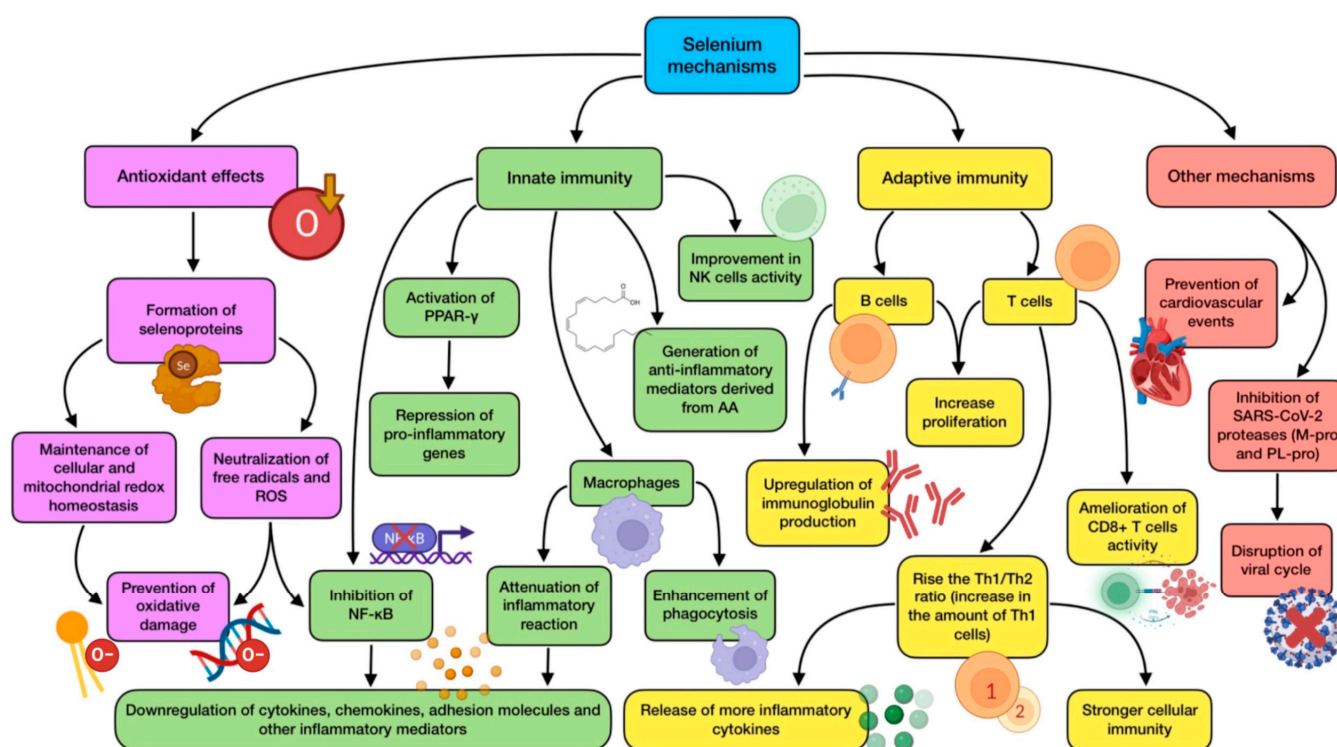 Selenium
mechanisms
Antioxidant effects
O
Innate immunity
Adaptive immunity
Other mechanisms
Formation of
selenoproteins
Se
Activation of
PPAR-γ
O
OH
Improvement in
NK cells activity
B cells
T cells
Prevention of
cardiovascular
events
Maintenance of
cellular and
mitochondrial redox
homeostasis
Neutralization of
free radicals and
ROS
Repression of
pro-inflammatory
genes
Generation of
anti-inflammatory
mediators derived
from AA
Increase
proliferation
Inhibition of
SARS-CoV-2
proteases (M-pro
and PL-pro)
Macrophages
Upregulation of
immunoglobulin
production
Amelioration of
CD8+ T cells
activity
NF-κB
Prevention of
oxidative
damage
O-
O-
Inhibition of
NF-κB
Attenuation of
inflammatory
reaction
Enhancement of
phagocytosis
Rise the Th1/Th2
ratio (increase in
the amount of Th1
cells)
Disruption of
viral cycle
Downregulation of cytokines, chemokines, adhesion molecules and
other inflammatory mediators
Release of more inflammatory
cytokines
1
2
Stronger cellular
immunity